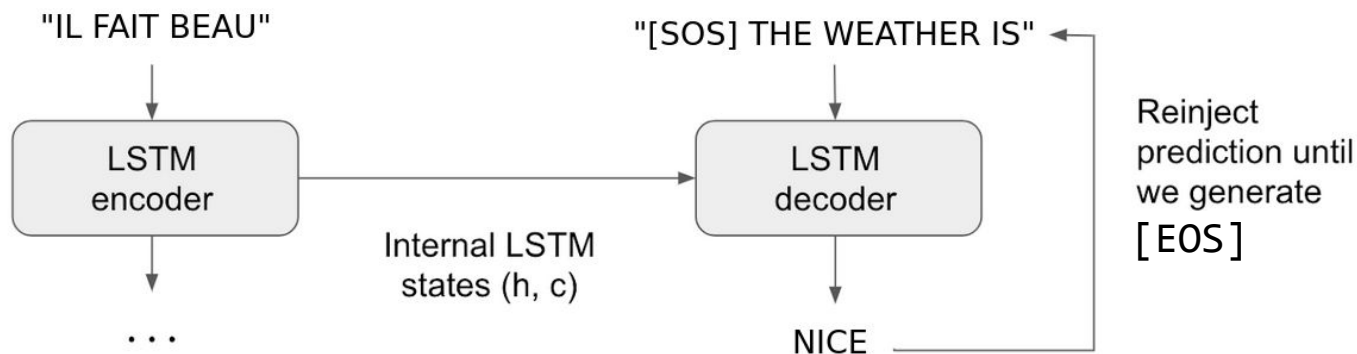 "IL FAIT BEAU"
"[SOS] THE WEATHER IS"
LSTM
encoder
Internal LSTM
states (h, c)
LSTM
decoder
Reinject
prediction until
we generate
[EOS]
...
NICE